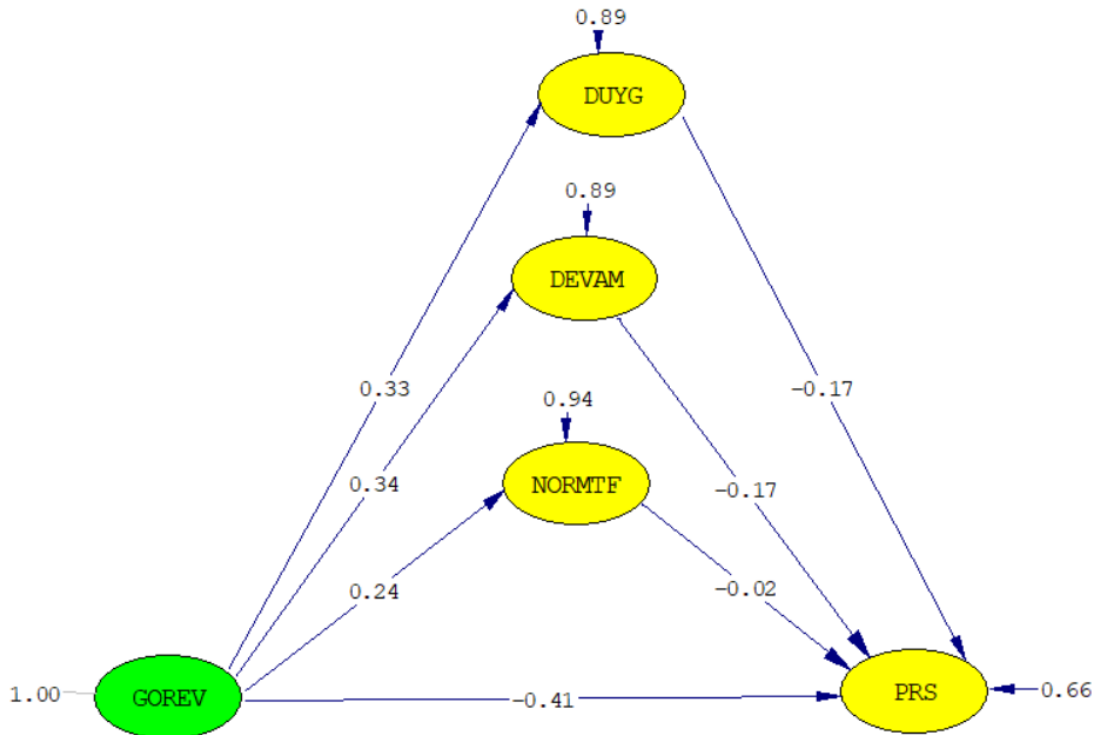 0.89
DUYG
0.89
DEVAM
0.33
-0.17
0.94
NORMTF
0.34
-0.17
0.24
-0.02
1.00
GOREV
-0.41
PRS
0.66